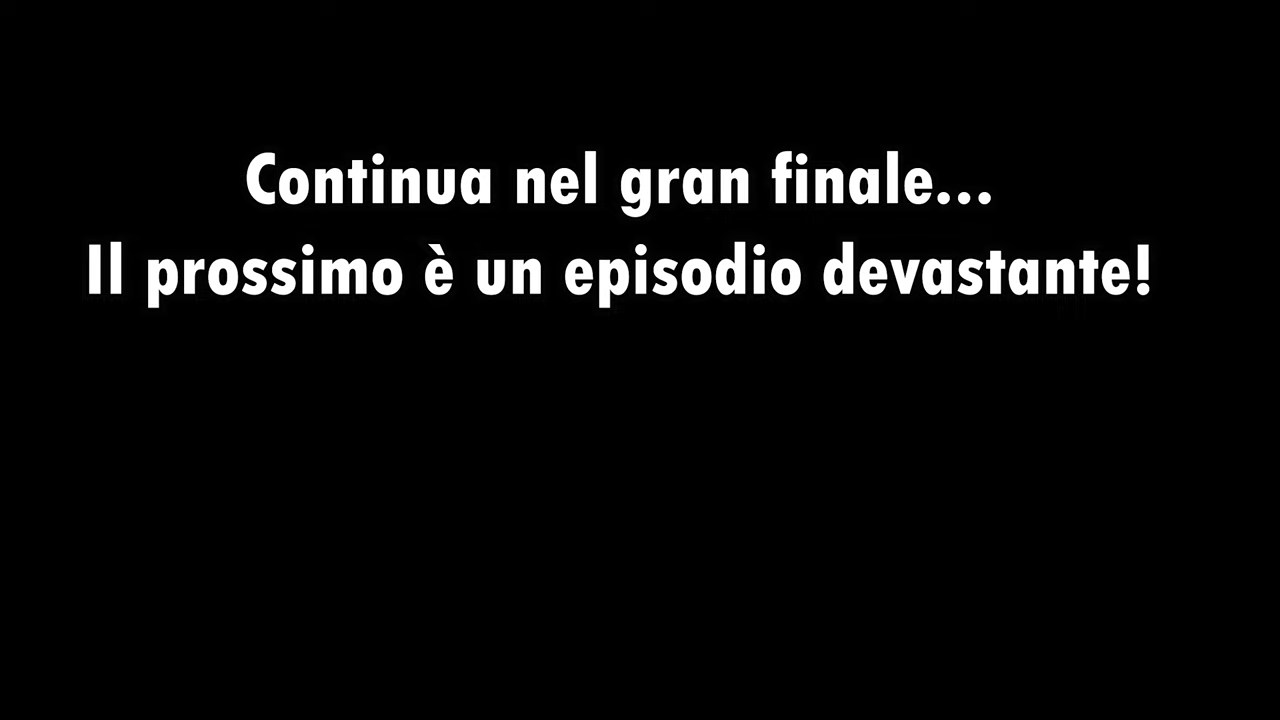 Continua nel gran finale...
Il prossimo è un episodio devastante!